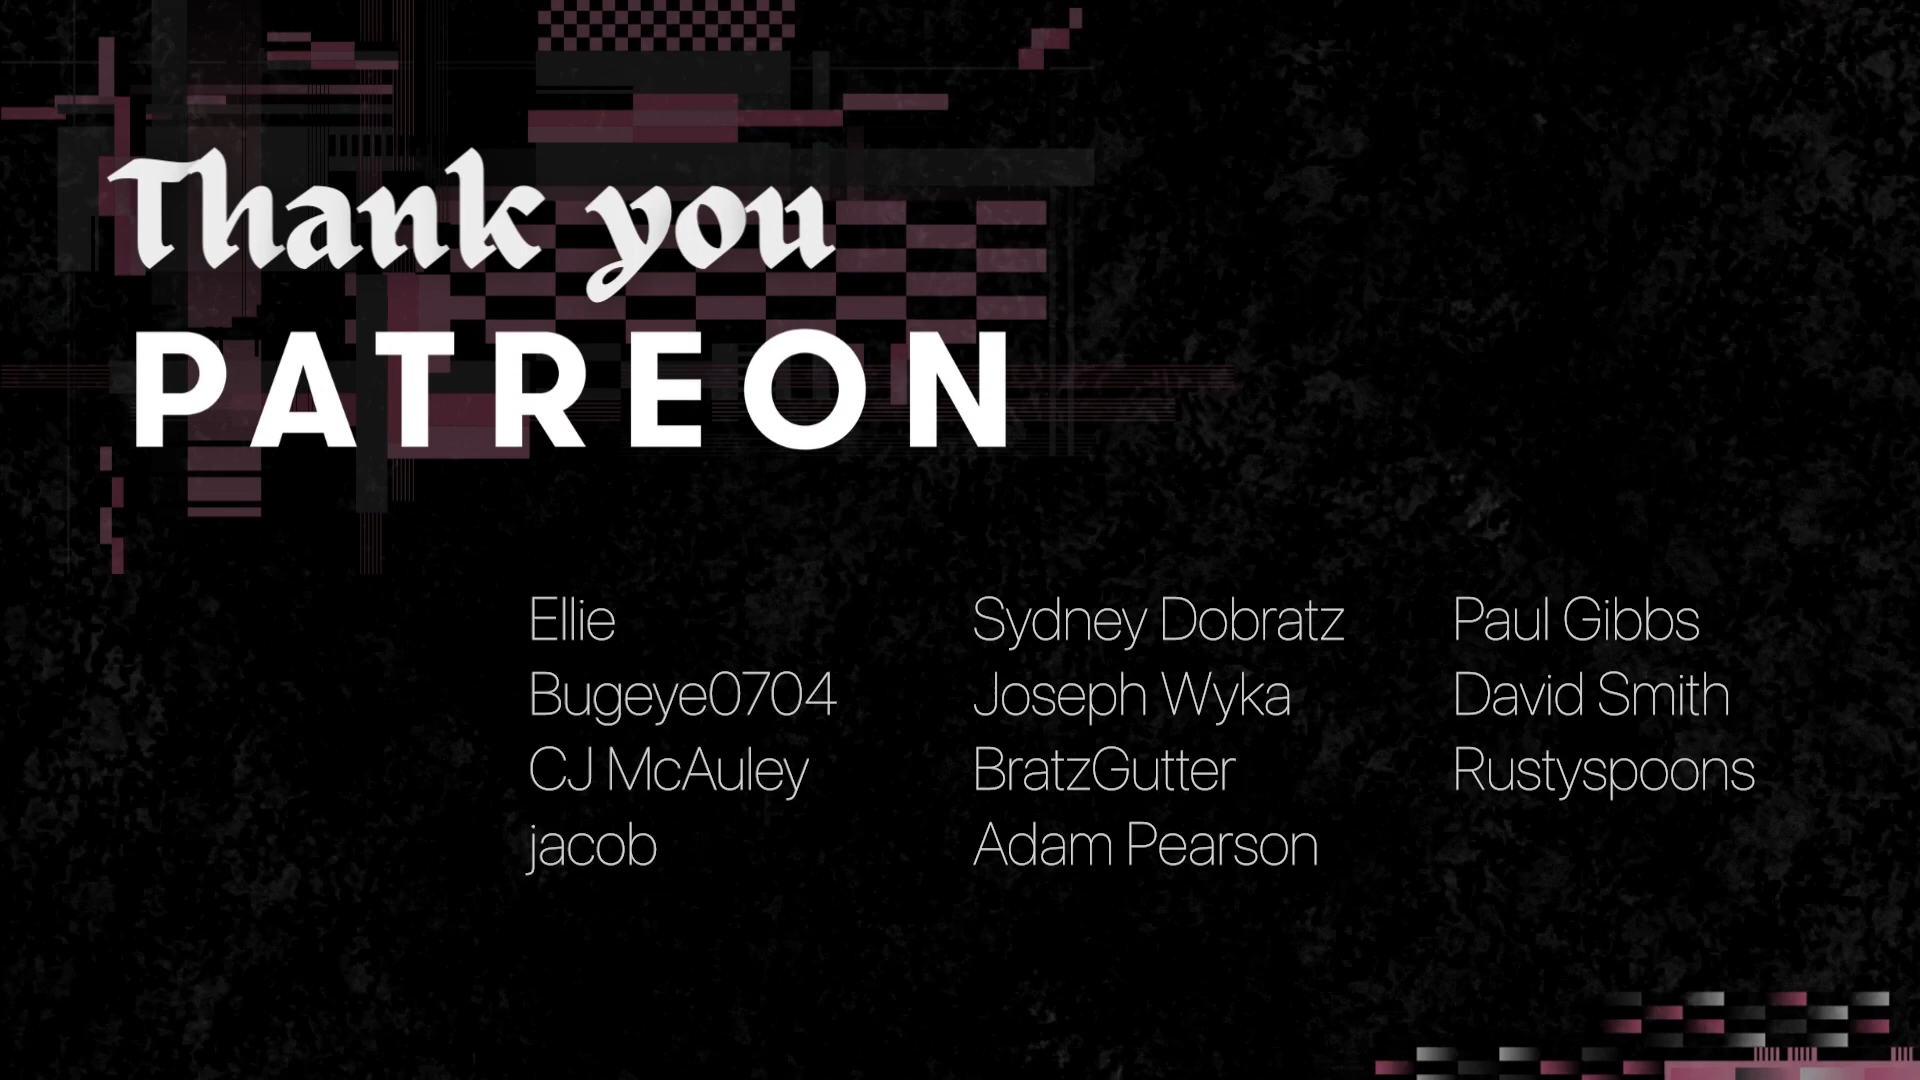 Thank you
PATREON
Ellie
Bugeye0704
CJ McAuley
jacob
Sydney Dobratz
Joseph Wyka
BratzGutter
Adam Pearson
Paul Gibbs
David Smith
Rustyspoons